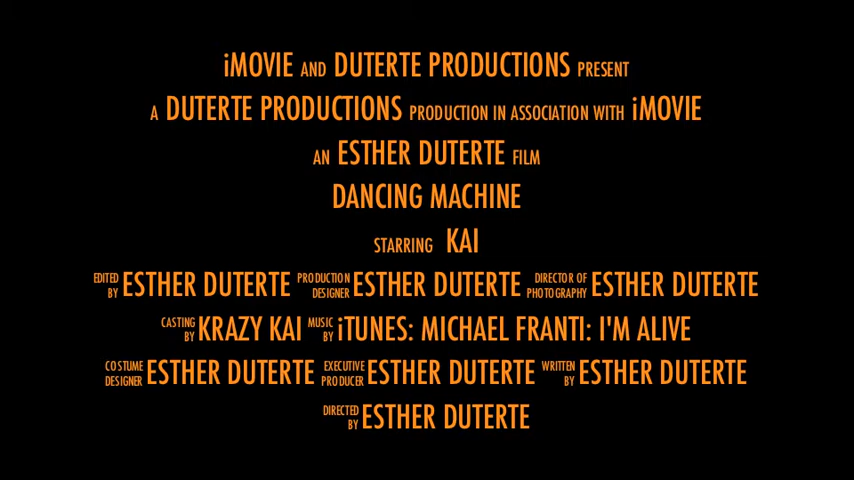 iMOVIE AND DUTERTE PRODUCTIONS PRESENT
A DUTERTE PRODUCTIONS PRODUCTION IN ASSOCIATION WITH iMOVIE
AN ESTHER DUTERTE FILM
DANCING MACHINE
STARRING KAI
EDITED BY ESTHER DUTERTE PRODUCTION DESIGNER ESTHER DUTERTE DIRECTOR OF PHOTOGRAPHY ESTHER DUTERTE
CASTING BY KRAZY KAI MUSIC BY iTUNES: MICHAEL FRANTI: I'M ALIVE
COSTUME DESIGNER ESTHER DUTERTE EXECUTIVE PRODUCER ESTHER DUTERTE WRITTEN BY ESTHER DUTERTE
DIRECTED BY ESTHER DUTERTE